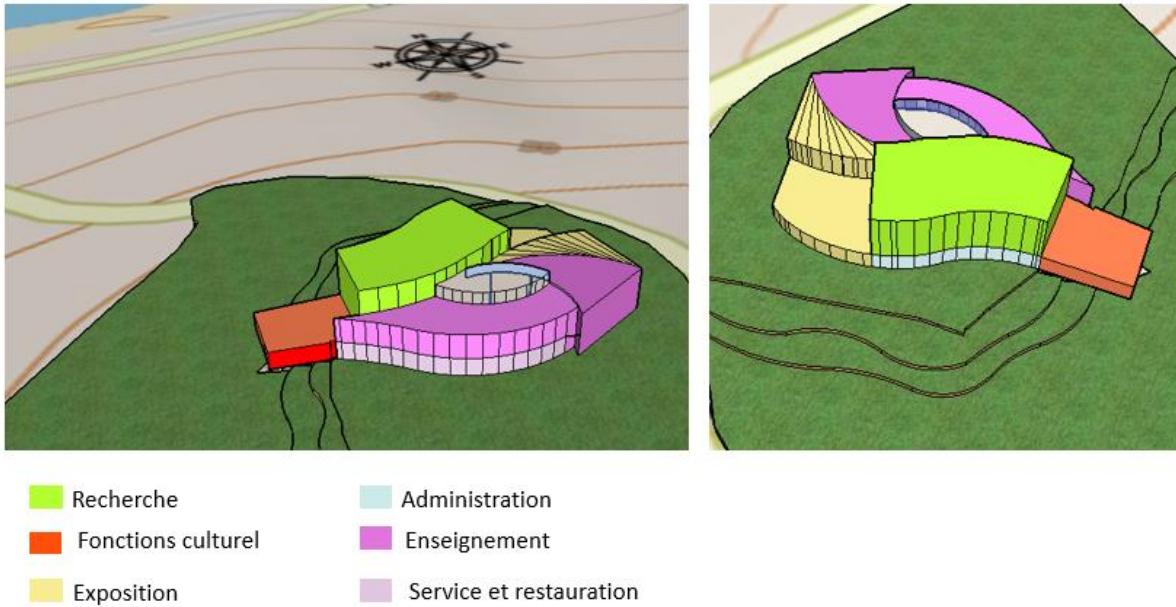 Recherche
Administration
Fonctions culturel
Enseignement
Exposition
Service et restauration